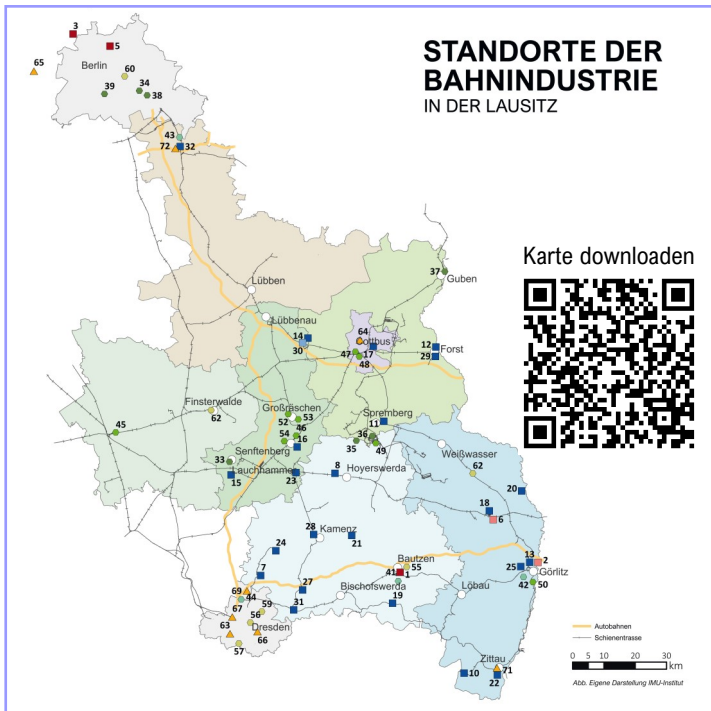 STANDORTE DER
BAHNINDUSTRIE
IN DER LAUSITZ
3
5
65
Berlin
60
34
39
38
43
72
32
Karte downloaden
37
Guben
Lübben
Lübbenau
64
14
Cottbus
12
Forst
30
47
17
29
48
Finsterwalde
62
Großräschen
52
53
Spremberg
11
45
46
54
16
36
35
49
Weißwasser
33
Senftenberg
62
Lauchhammer
15
23
8
Hoyerswerda
20
18
6
28
Kamenz
21
24
13
2
Bautzen
55
25
Görlitz
7
41
1
42
50
69
44
27
Bischofswerda
19
Löbau
67
59
31
56
63
Dresden
66
57
Autobahnen
Schienentrasse
Zittau
71
10
22
0 5 10 20 30
km
Abb. Eigene Darstellung IMU-Institut